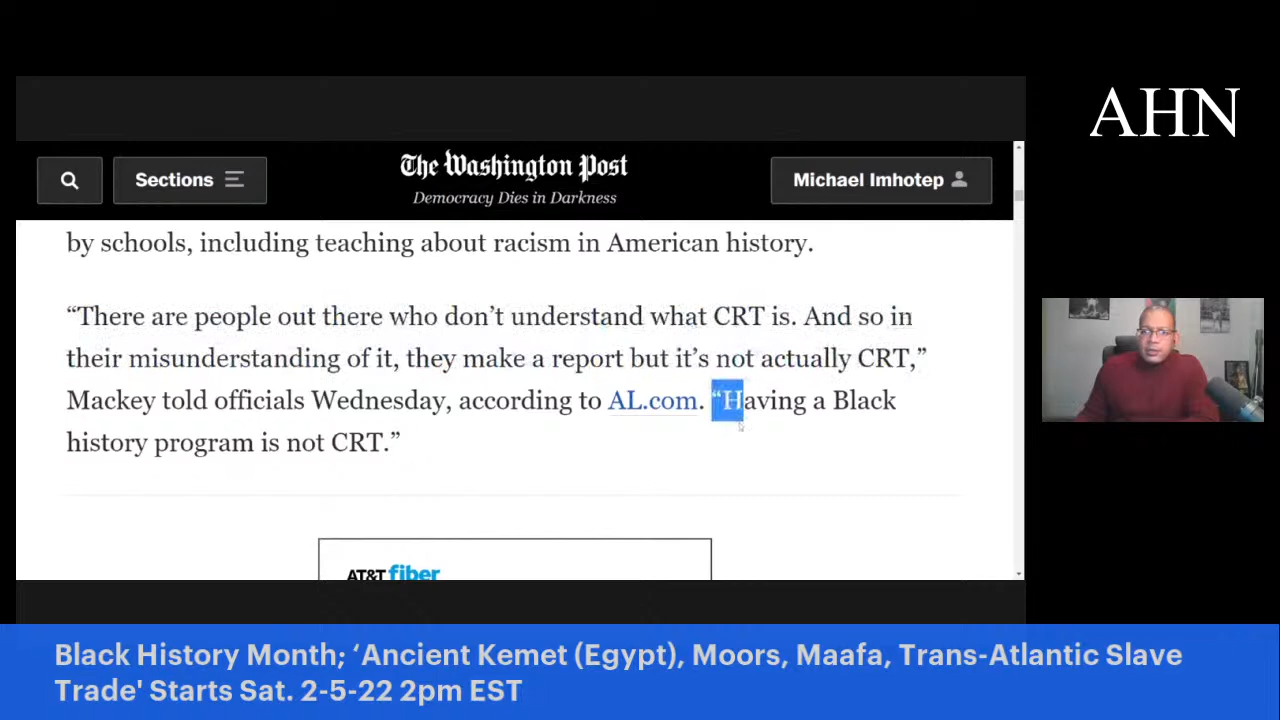 AHN
Sections
The Washington Post
Democracy Dies in Darkness
Michael Imhotep
by schools, including teaching about racism in American history.
“There are people out there who don’t understand what CRT is. And so in
their misunderstanding of it, they make a report but it’s not actually CRT,”
Mackey told officials Wednesday, according to AL.com. “Having a Black
history program is not CRT.”
AT&T fiber
Black History Month; ‘Ancient Kemet (Egypt), Moors, Maafa, Trans-Atlantic Slave
Trade' Starts Sat. 2-5-22 2pm EST